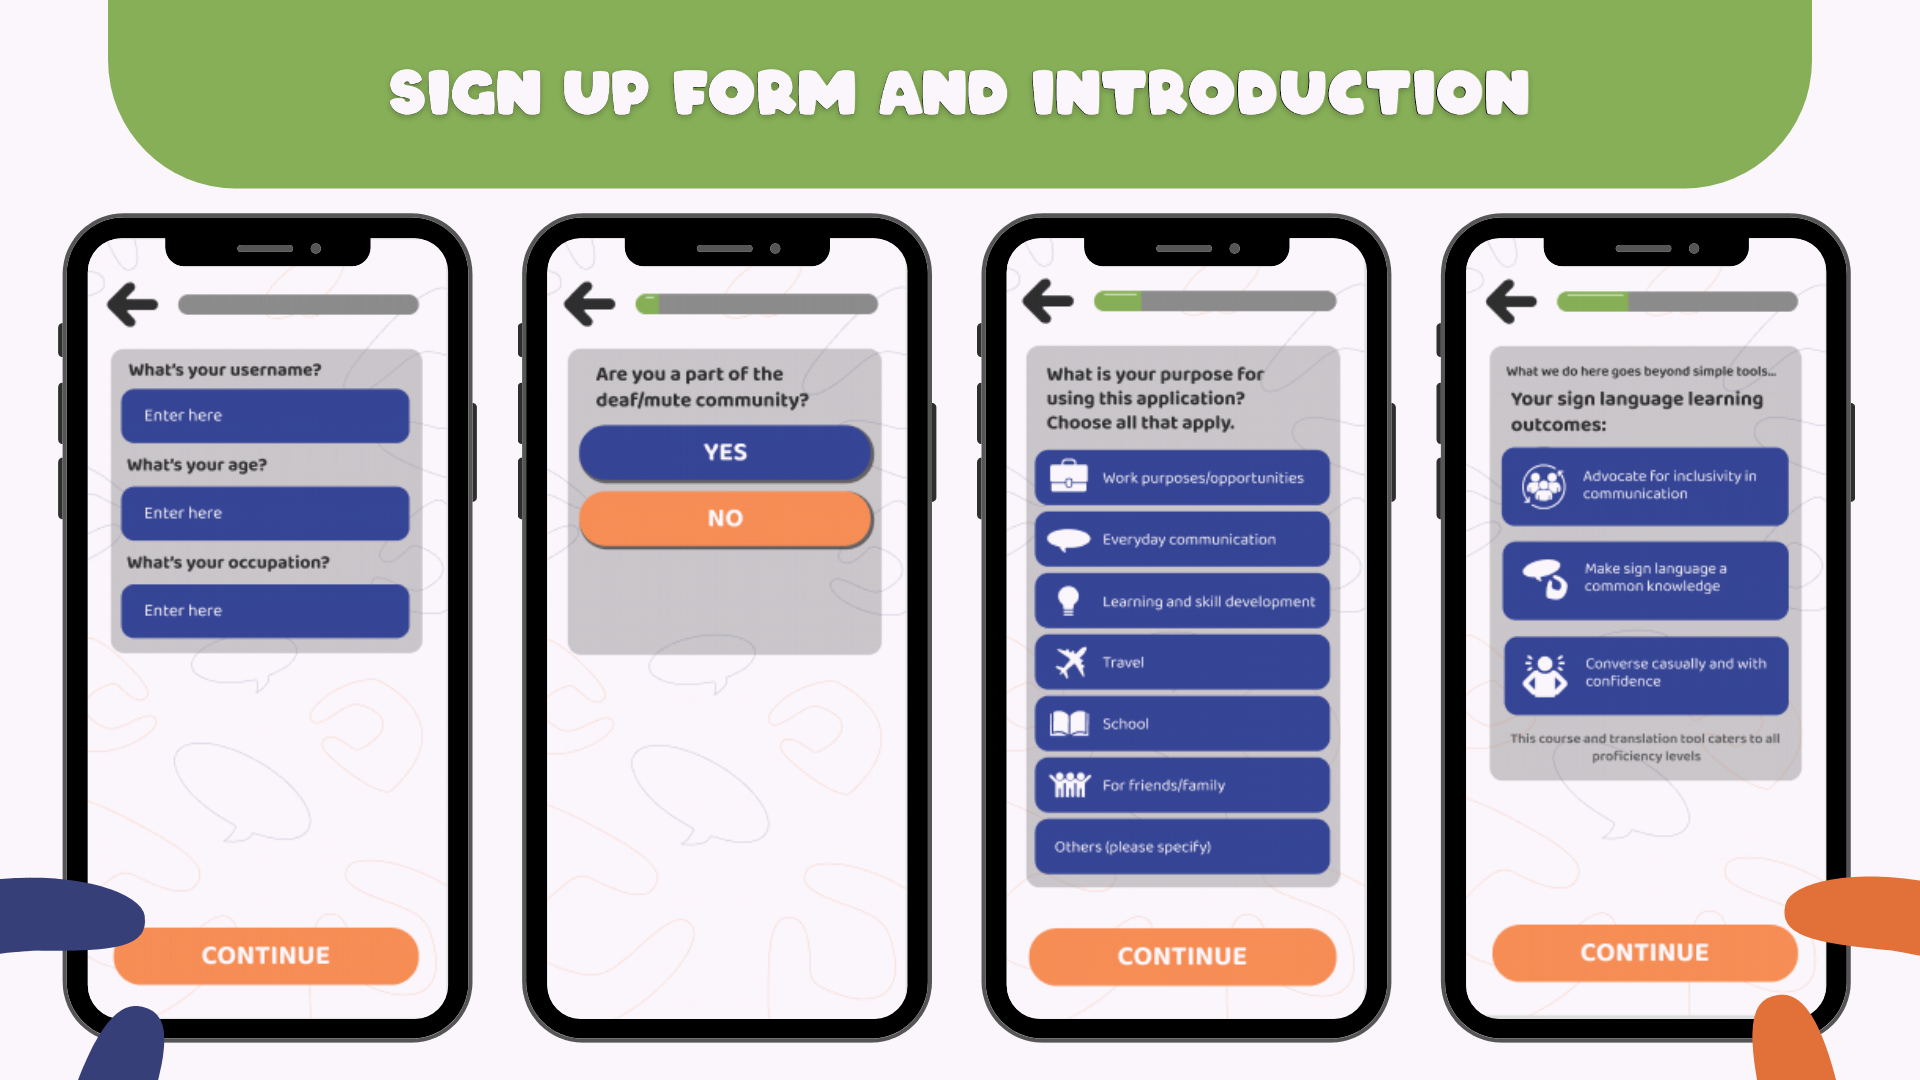 SIGN UP FORM AND INTRODUCTION
What's your username?
Enter here
What's your age?
Enter here
What's your occupation?
Enter here
CONTINUE
Are you a part of the
deaf/mute community?
YES
NO
What is your purpose for
using this application?
Choose all that apply.
Work purposes/opportunities
Everyday communication
Learning and skill development
Travel
School
For friends/family
Others (please specify)
CONTINUE
What we do here goes beyond simple tools...
Your sign language learning
outcomes:
Advocate for inclusivity in
communication
Make sign language a
common knowledge
Converse casually and with
confidence
This course and translation tool caters to all
proficiency levels
CONTINUE